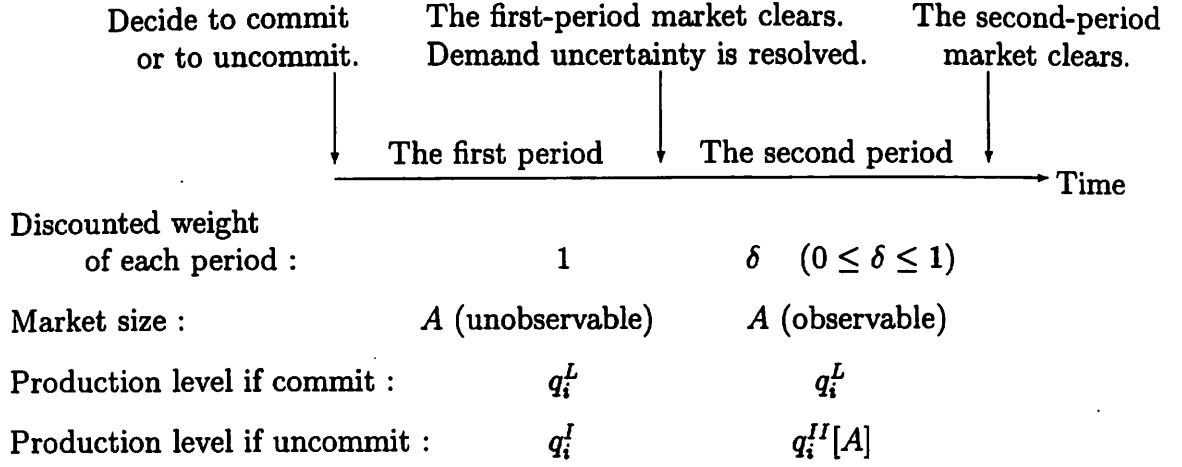 Decide to commit The first-period market clears. The second-period
or to uncommit. Demand uncertainty is resolved. market clears.
The first period The second period
Time
Discounted weight
of each period : 1 δ (0 ≤ δ ≤ 1)
Market size : A (unobservable) A (observable)
Production level if commit : q_i^L q_i^L
Production level if uncommit : q_i^I q_i^{II}[A]